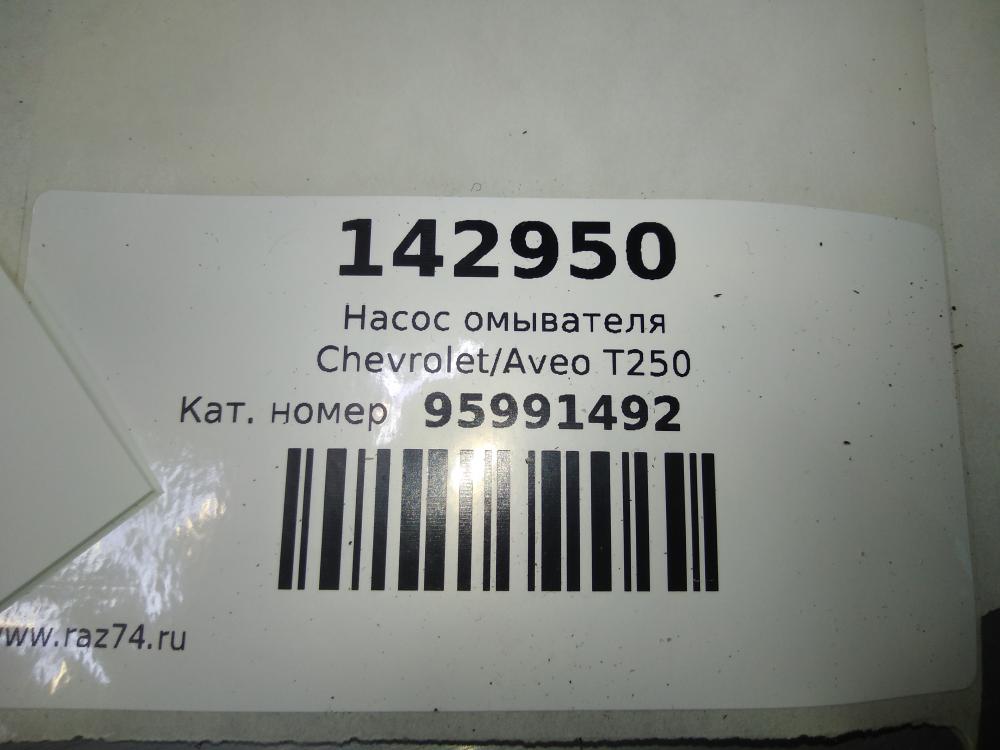 142950
Насос омывателя
Chevrolet/Aveo T250
Кат. номер 95991492
www.raz74.ru